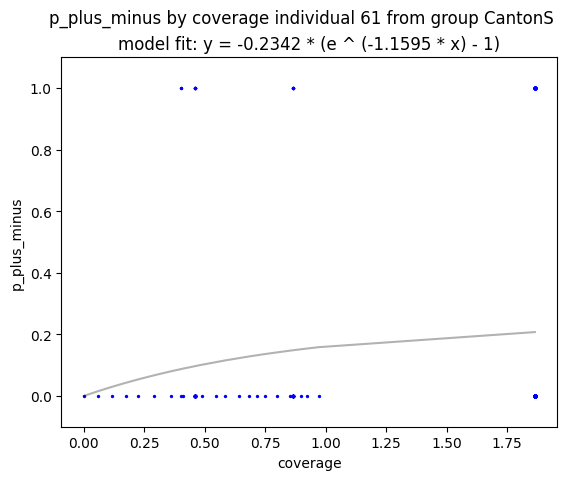 p_plus_minus by coverage individual 61 from group CantonS
model fit: y = -0.2342 * (e ^ (-1.1595 * x) - 1)
1.0
0.8
0.6
0.4
0.2
0.0
p_plus_minus
0.00 0.25 0.50 0.75 1.00 1.25 1.50 1.75
coverage